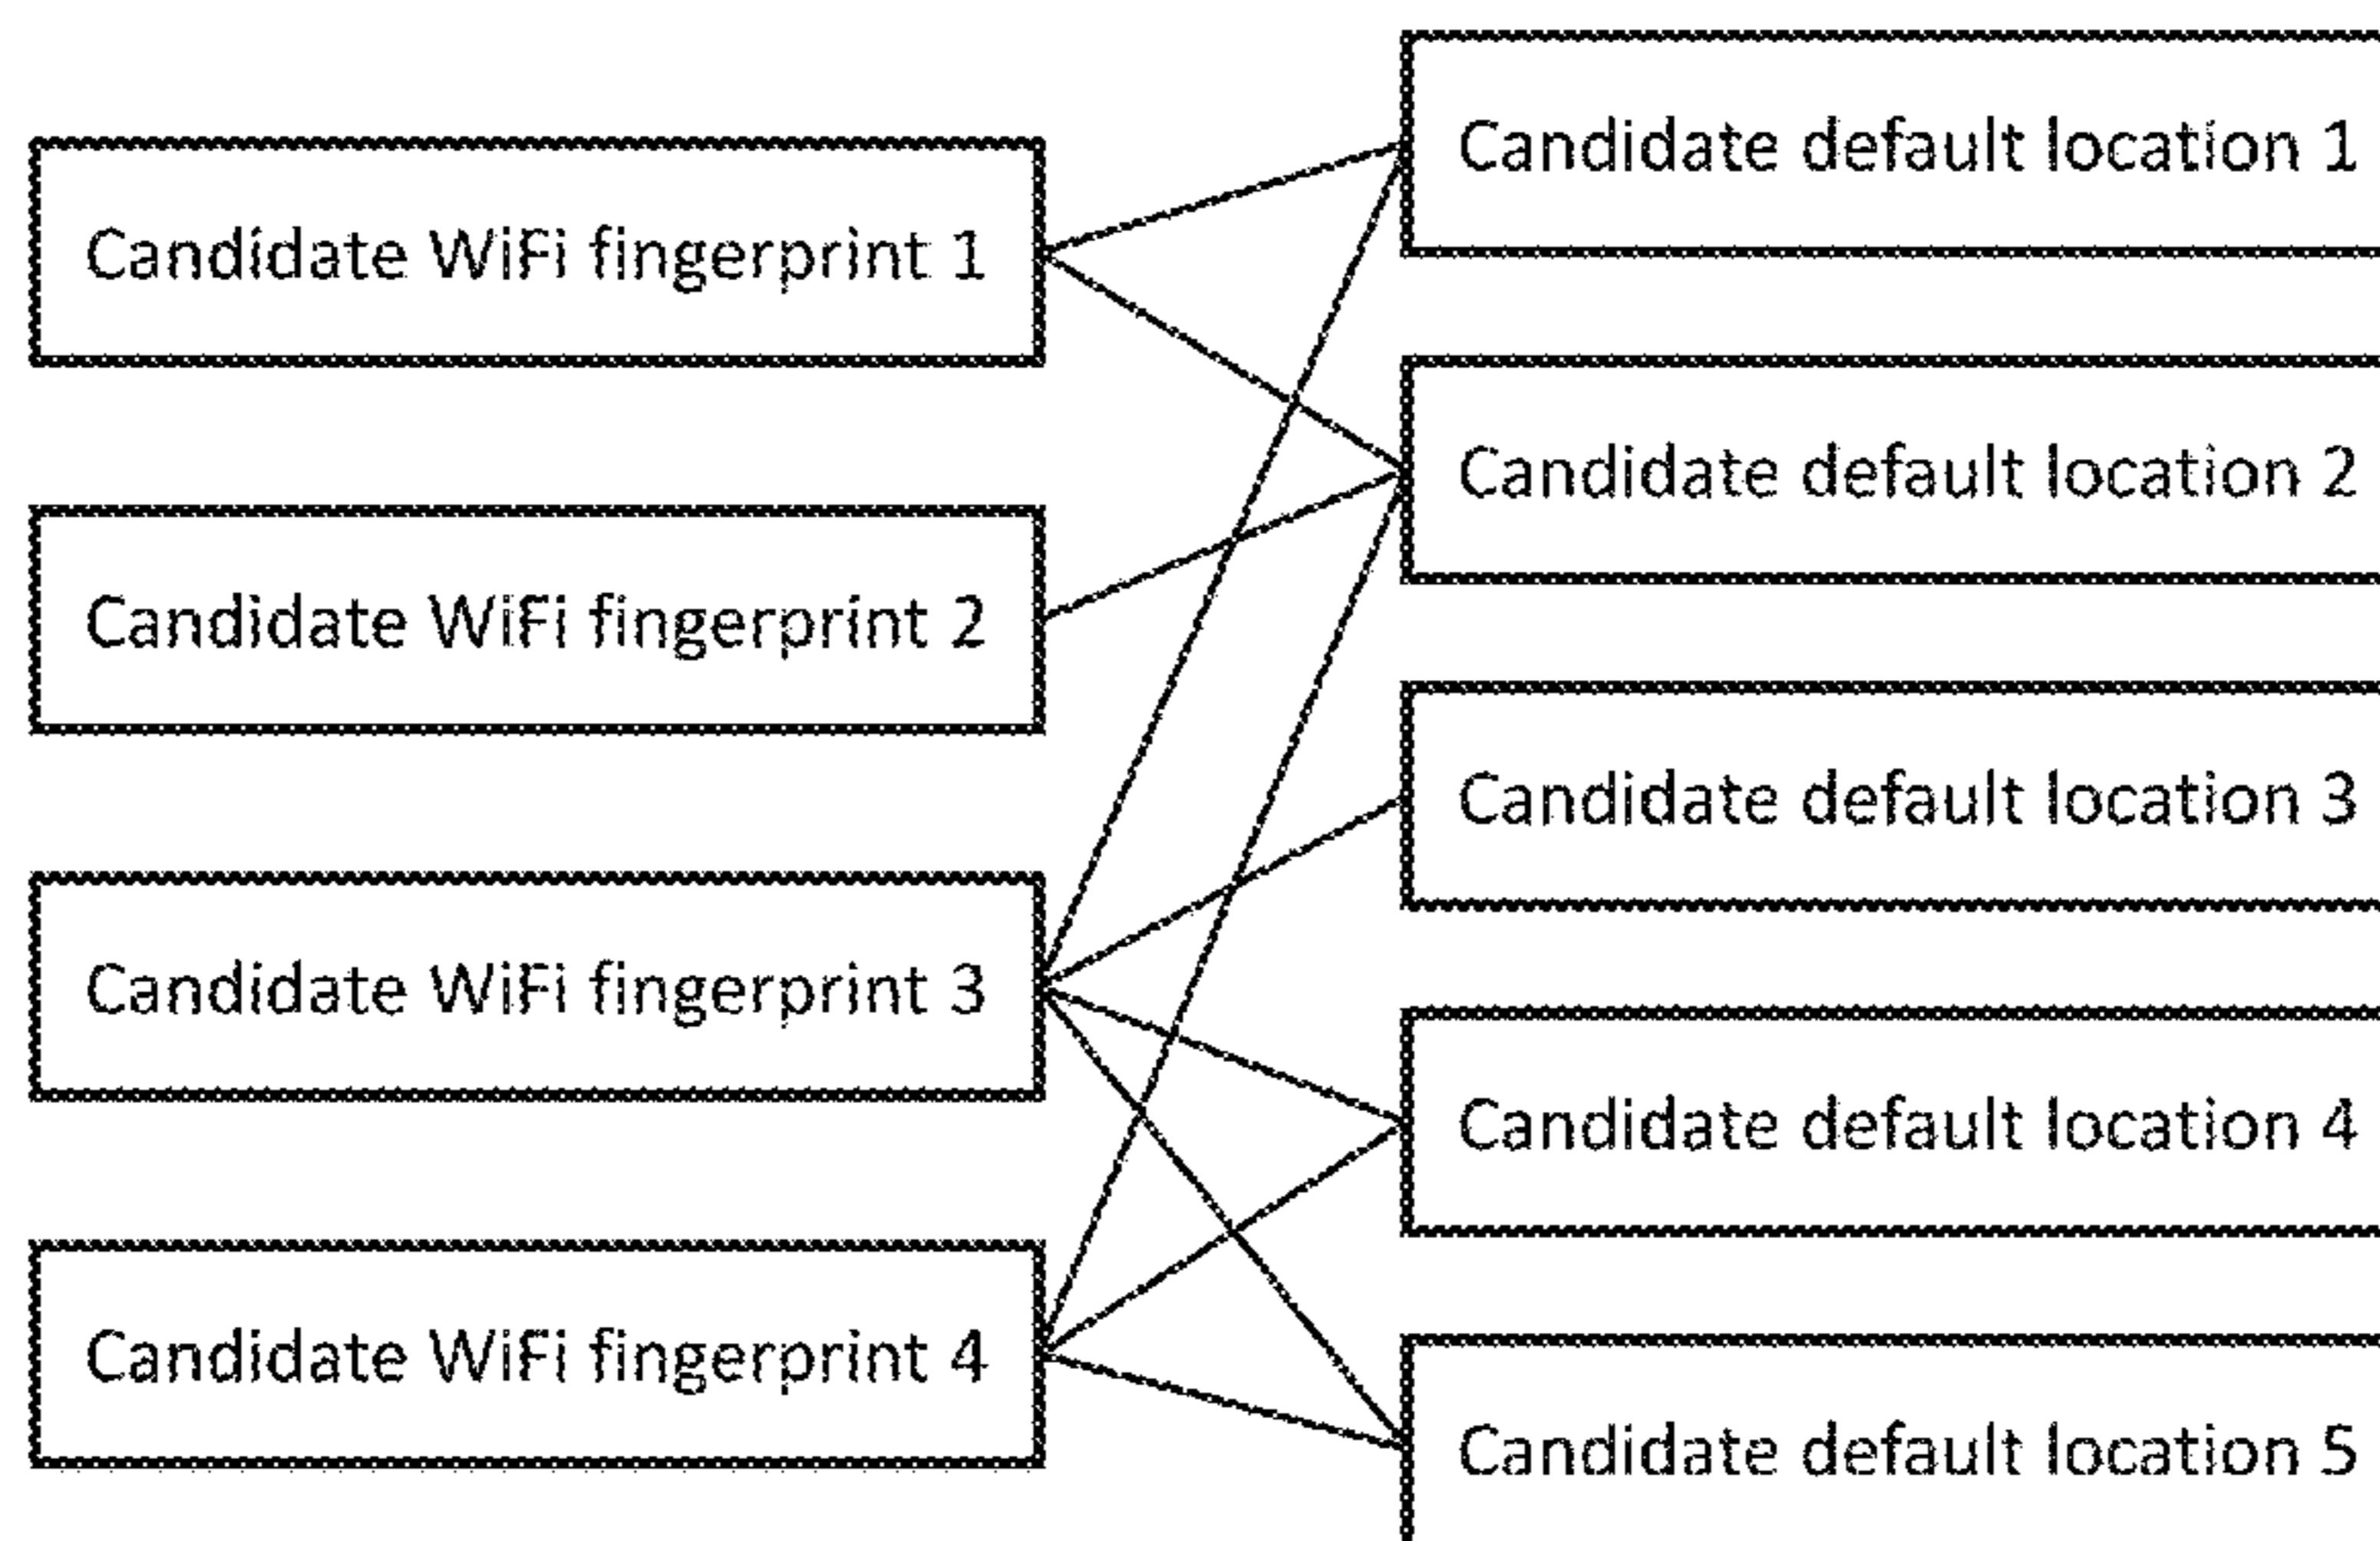 Candidate WiFi fingerprint 1
Candidate WiFi fingerprint 2
Candidate WiFi fingerprint 3
Candidate WiFi fingerprint 4
Candidate default location 1
Candidate default location 2
Candidate default location 3
Candidate default location 4
Candidate default location 5